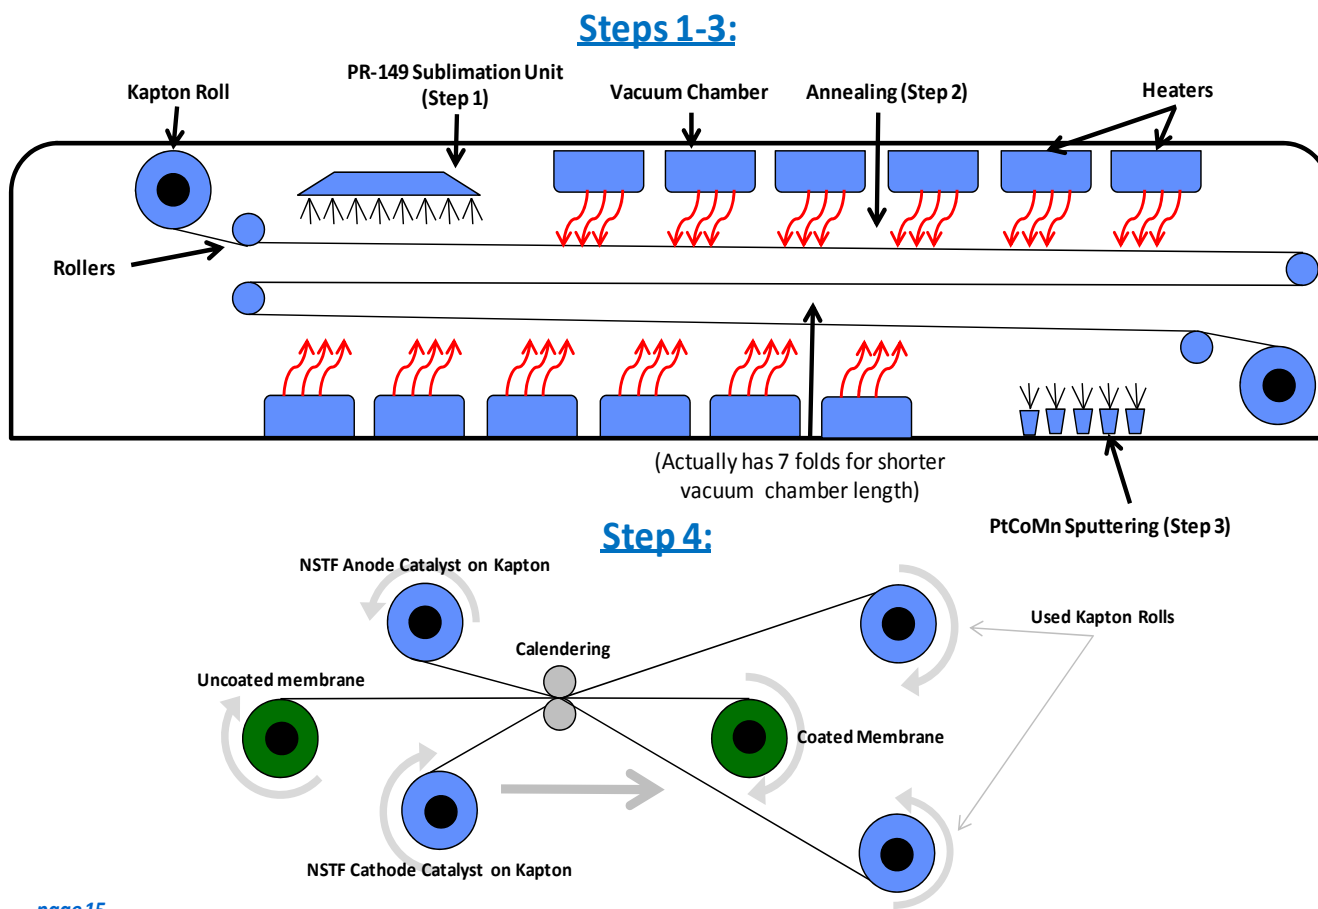 Steps 1-3:
PR-149 Sublimation Unit
(Step 1)
Kapton Roll
Vacuum Chamber
Annealing (Step 2)
Heaters
Rollers
(Actually has 7 folds for shorter
vacuum chamber length)
PtCoMn Sputtering (Step 3)
Step 4:
NSTF Anode Catalyst on Kapton
Used Kapton Rolls
Calendering
Uncoated membrane
Coated Membrane
NSTF Cathode Catalyst on Kapton
page 15